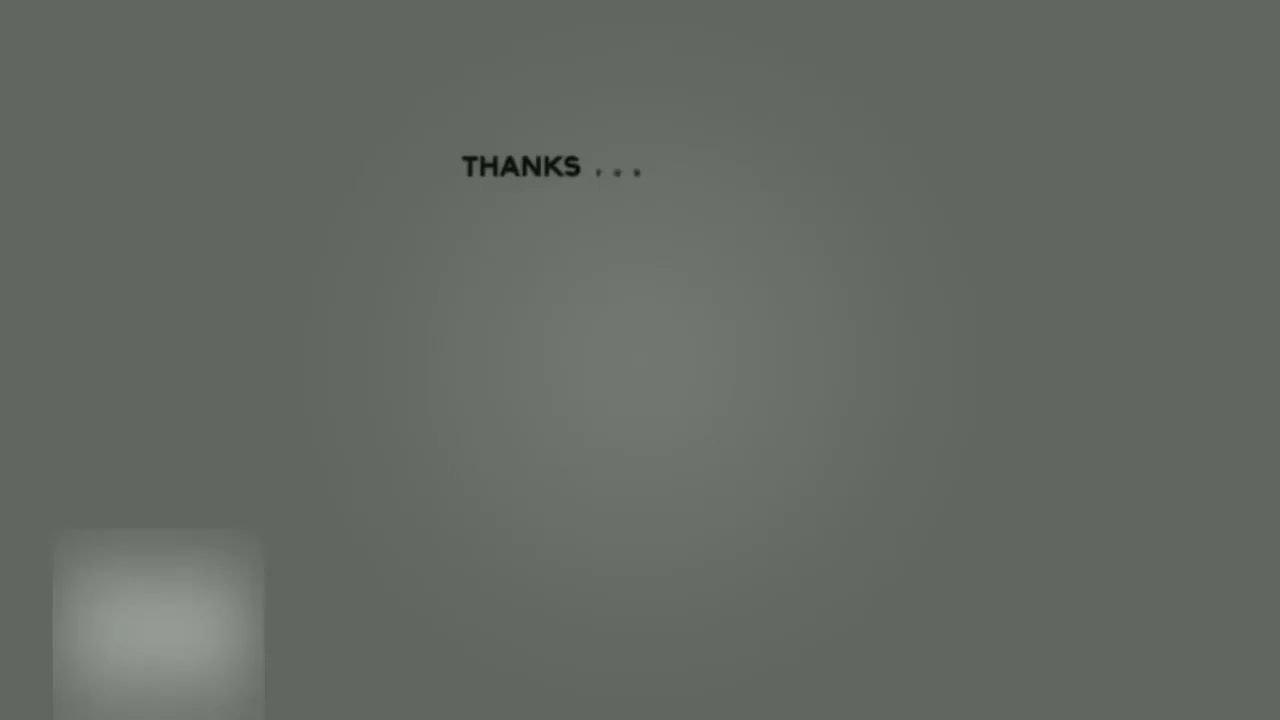 THANKS . . .